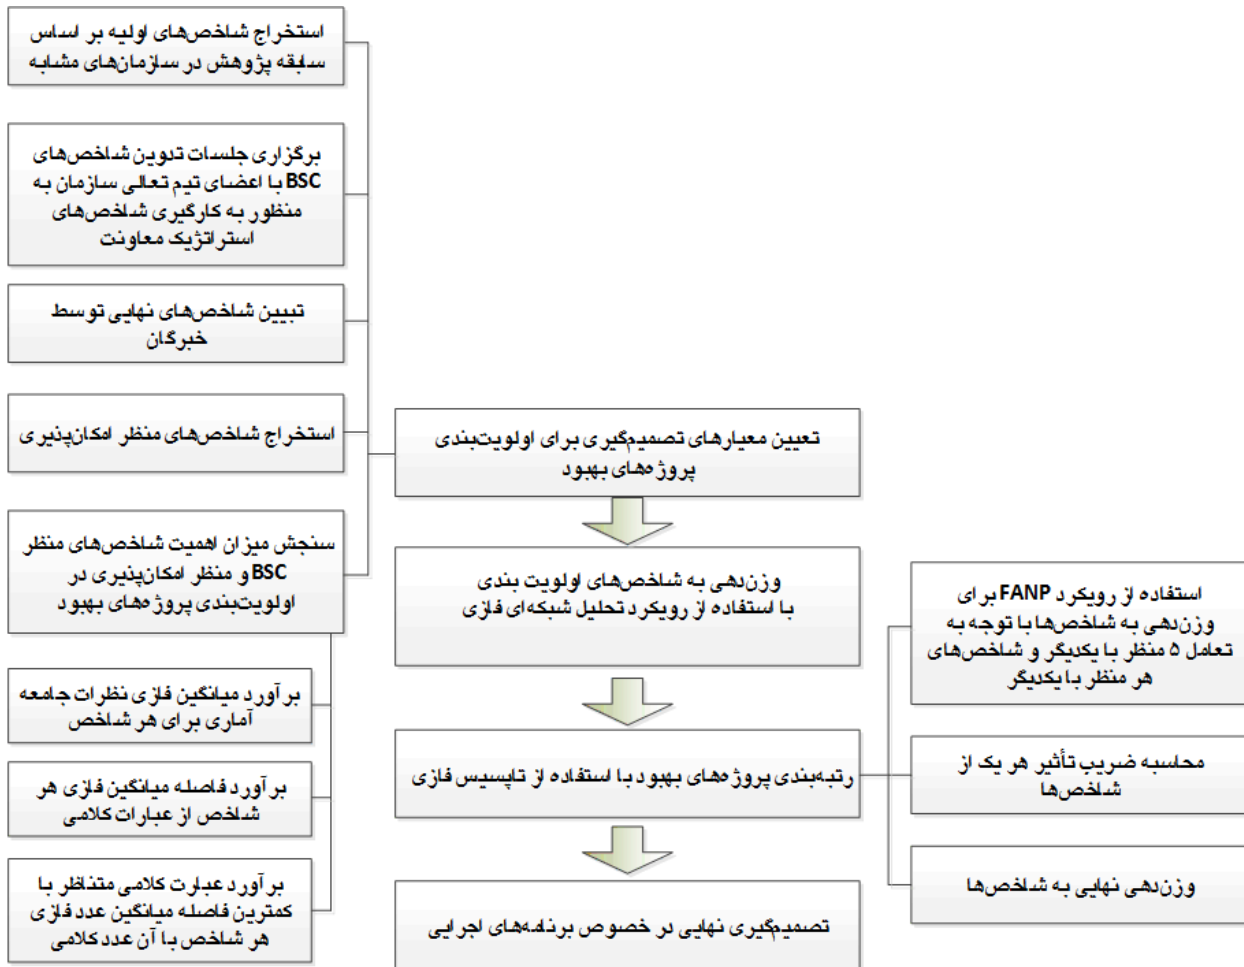 استخراج شاخص‌های اولیه بر اساس
سابقه پژوهش در سازمان‌های مشابه
برگزاری جلسات تدوین شاخص‌های
BSC با اعضای تیم تعالی سازمان به
منظور به کارگیری شاخص‌های
استراتژیک معاونت
تبیین شاخص‌های نهایی توسط
خبرگان
استخراج شاخص‌های منظر امکان‌پذیری
سنجش میزان اهمیت شاخص‌های منظر
BSC و منظر امکان‌پذیری در
اولویت‌بندی پروژه‌های بهبود
برآورد میانگین فازی نظرات جامعه
آماری برای هر شاخص
برآورد فاصله میانگین فازی هر
شاخص از عبارات کلامی
برآورد عبارت کلامی متناظر با
کمترین فاصله میانگین عدد فازی
هر شاخص با آن عدد کلامی
تعیین معیارهای تصمیم‌گیری برای اولویت‌بندی
پروژه‌های بهبود
وزن‌دهی به شاخص‌های اولویت بندی
با استفاده از رویکرد تحلیل شبکه‌ای فازی
رتبه‌بندی پروژه‌های بهبود با استفاده از تاپسیس فازی
تصمیم‌گیری نهایی در خصوص برنامه‌های اجرایی
استفاده از رویکرد FANP برای
وزن‌دهی به شاخص‌ها با توجه به
تعامل ۵ منظر با یکدیگر و شاخص‌های
هر منظر با یکدیگر
محاسبه ضریب تأثیر هر یک از
شاخص‌ها
وزن‌دهی نهایی به شاخص‌ها